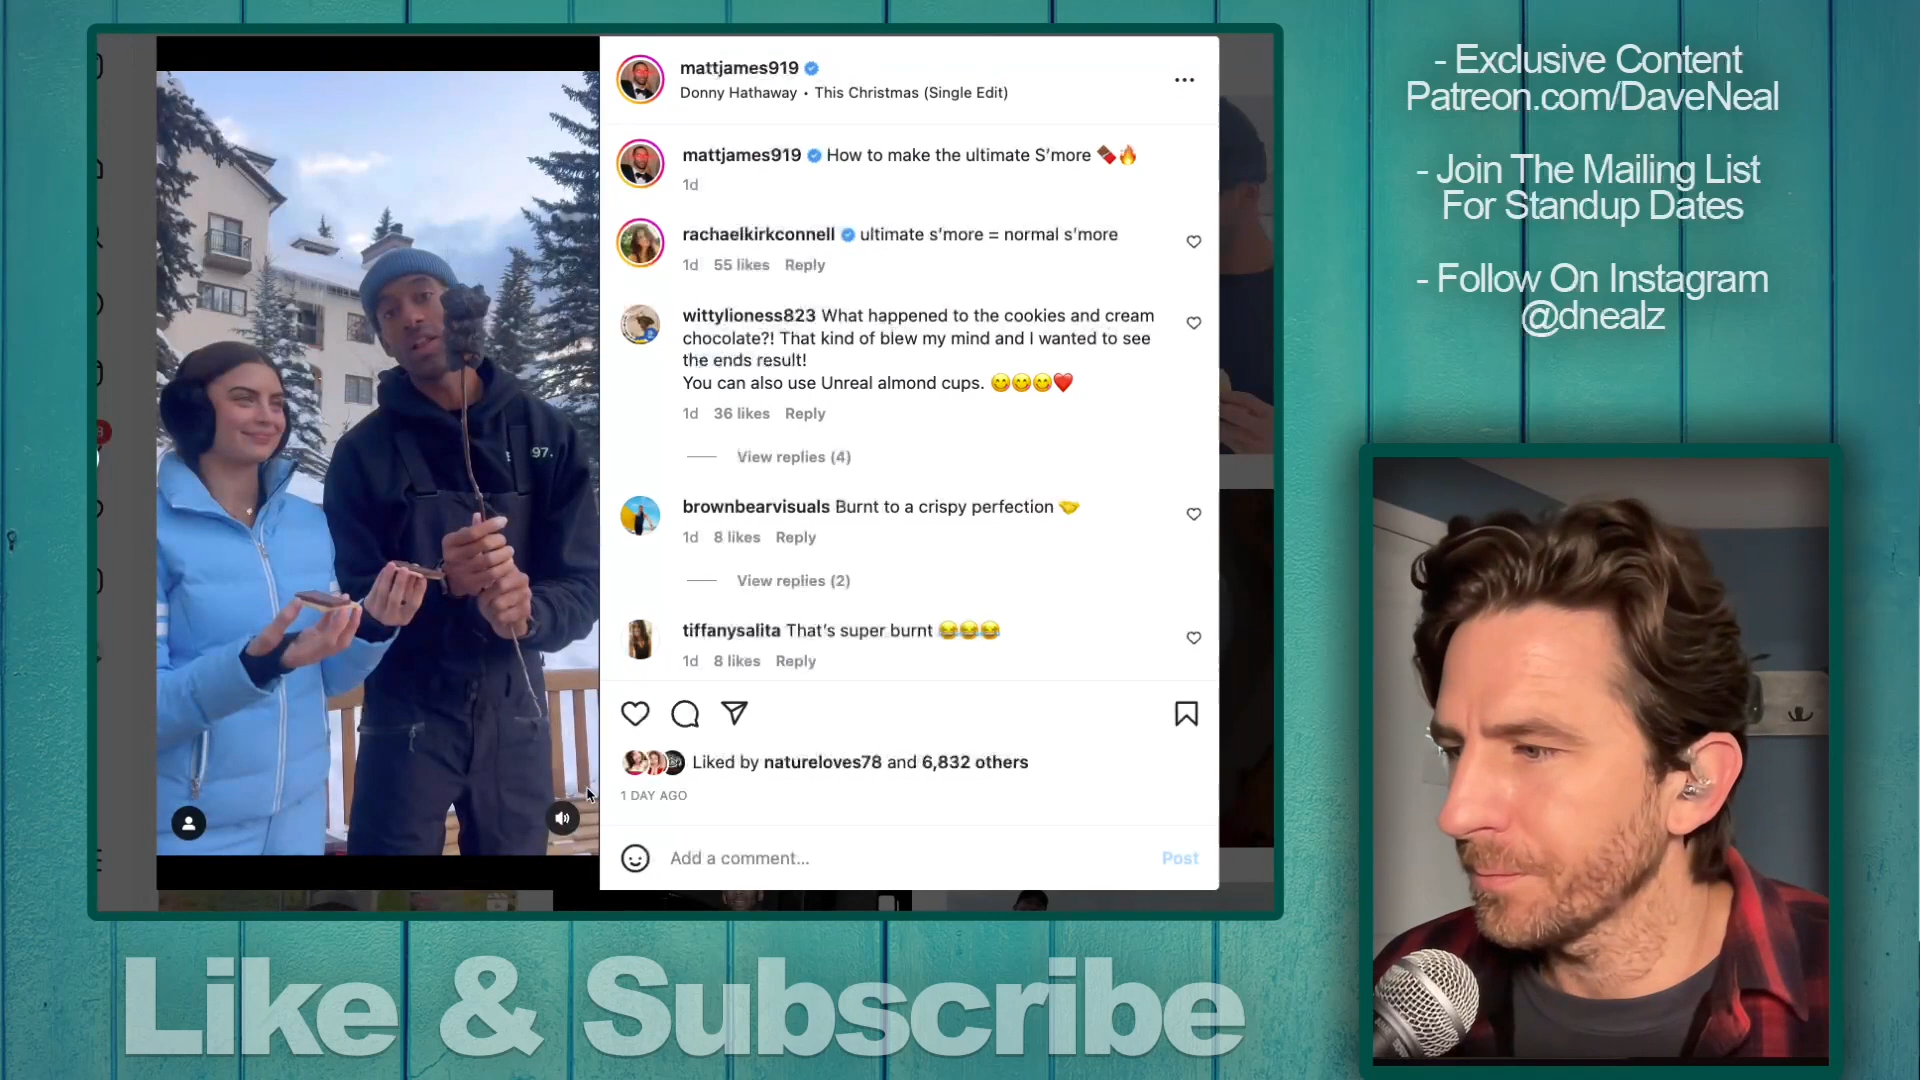 mattjames919
Donny Hathaway • This Christmas (Single Edit)
mattjames919 How to make the ultimate S'more 🍫🔥
1d
rachaelkirkconnell ultimate s'more = normal s'more
1d 55 likes Reply
wittylioness823 What happened to the cookies and cream
chocolate?! That kind of blew my mind and I wanted to see
the ends result!
You can also use Unreal almond cups. 😋😋😋❤️
1d 36 likes Reply
View replies (4)
brownbearvisuals Burnt to a crispy perfection 🤝
1d 8 likes Reply
View replies (2)
tiffanysalita That's super burnt 😂😂😂
1d 8 likes Reply
Liked by natureloves78 and 6,832 others
1 DAY AGO
Add a comment... Post
97.
- Exclusive Content
Patreon.com/DaveNeal
- Join The Mailing List
For Standup Dates
- Follow On Instagram
@dnealz
Like & Subscribe